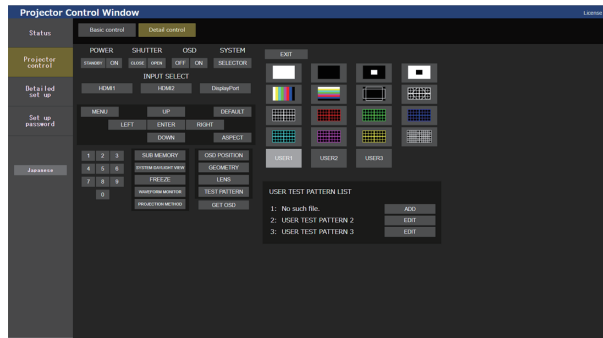 Projector Control Window
License
Status
Projector control
Detailed set up
Set up password
Japanese
Basic control
Detail control
POWER SHUTTER OSD SYSTEM
STANDBY ON CLOSE OPEN OFF ON SELECTOR
INPUT SELECT
HDMI1 HDMI2 DisplayPort
MENU UP DEFAULT
LEFT ENTER RIGHT
DOWN ASPECT
1 2 3 SUB MEMORY OSD POSITION
4 5 6 SYSTEM DAYLIGHT VIEW GEOMETRY
7 8 9 FREEZE LENS
0 WAVEFORM MONITOR TEST PATTERN
PROJECTION METHOD GET OSD
EXIT
USER1 USER2 USER3
USER TEST PATTERN LIST
1: No such file. ADD
2: USER TEST PATTERN 2 EDIT
3: USER TEST PATTERN 3 EDIT